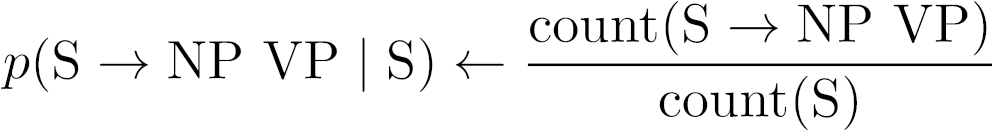 p(S → NP VP | S) ← count(S → NP VP) / count(S)